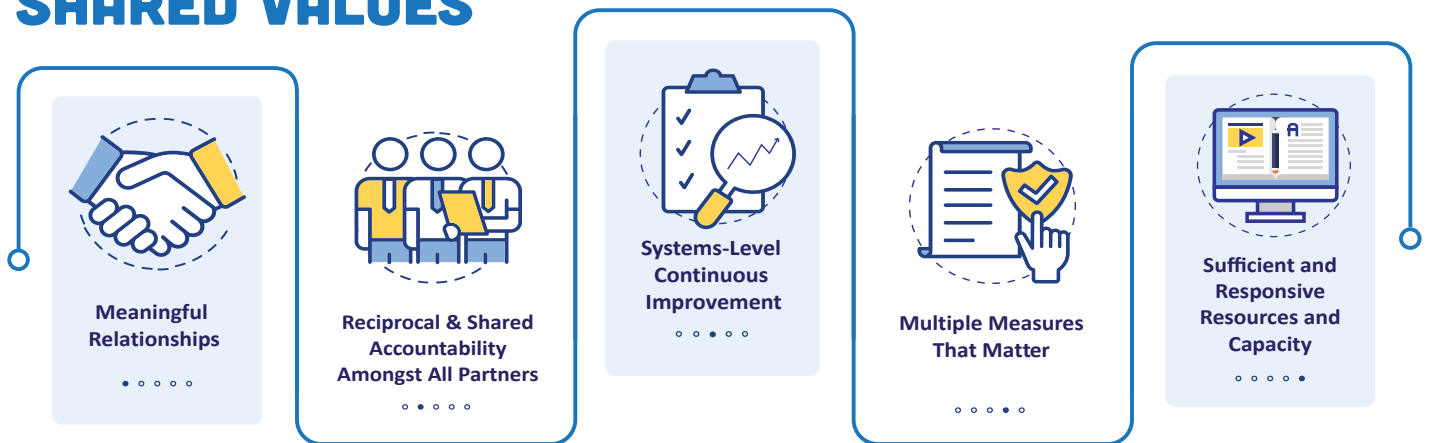 SHARED VALUES
Meaningful
Relationships
Reciprocal & Shared
Accountability
Amongst All Partners
Systems-Level
Continuous
Improvement
Multiple Measures
That Matter
A
Sufficient and
Responsive
Resources and
Capacity